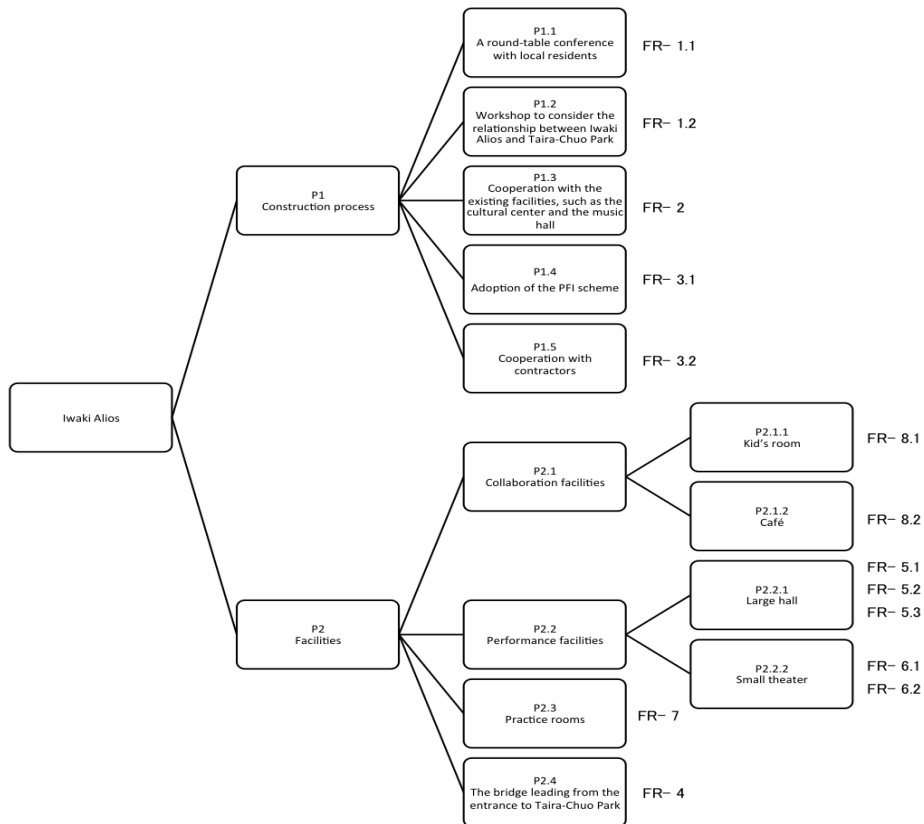 P1.1
A round-table conference
with local residents
FR- 1.1
P1.2
Workshop to consider the
relationship between Iwaki
Alios and Taira-Chuo Park
FR- 1.2
P1
Construction process
P1.3
Cooperation with the
existing facilities, such as the
cultural center and the music
hall
FR- 2
P1.4
Adoption of the PFI scheme
FR- 3.1
P1.5
Cooperation with
contractors
FR- 3.2
Iwaki Alios
P2.1.1
Kid's room
FR- 8.1
P2.1
Collaboration facilities
P2.1.2
Café
FR- 8.2
P2
Facilities
P2.2
Performance facilities
P2.2.1
Large hall
FR- 5.1
FR- 5.2
FR- 5.3
P2.2.2
Small theater
FR- 6.1
FR- 6.2
P2.3
Practice rooms
FR- 7
P2.4
The bridge leading from the
entrance to Taira-Chuo Park
FR- 4